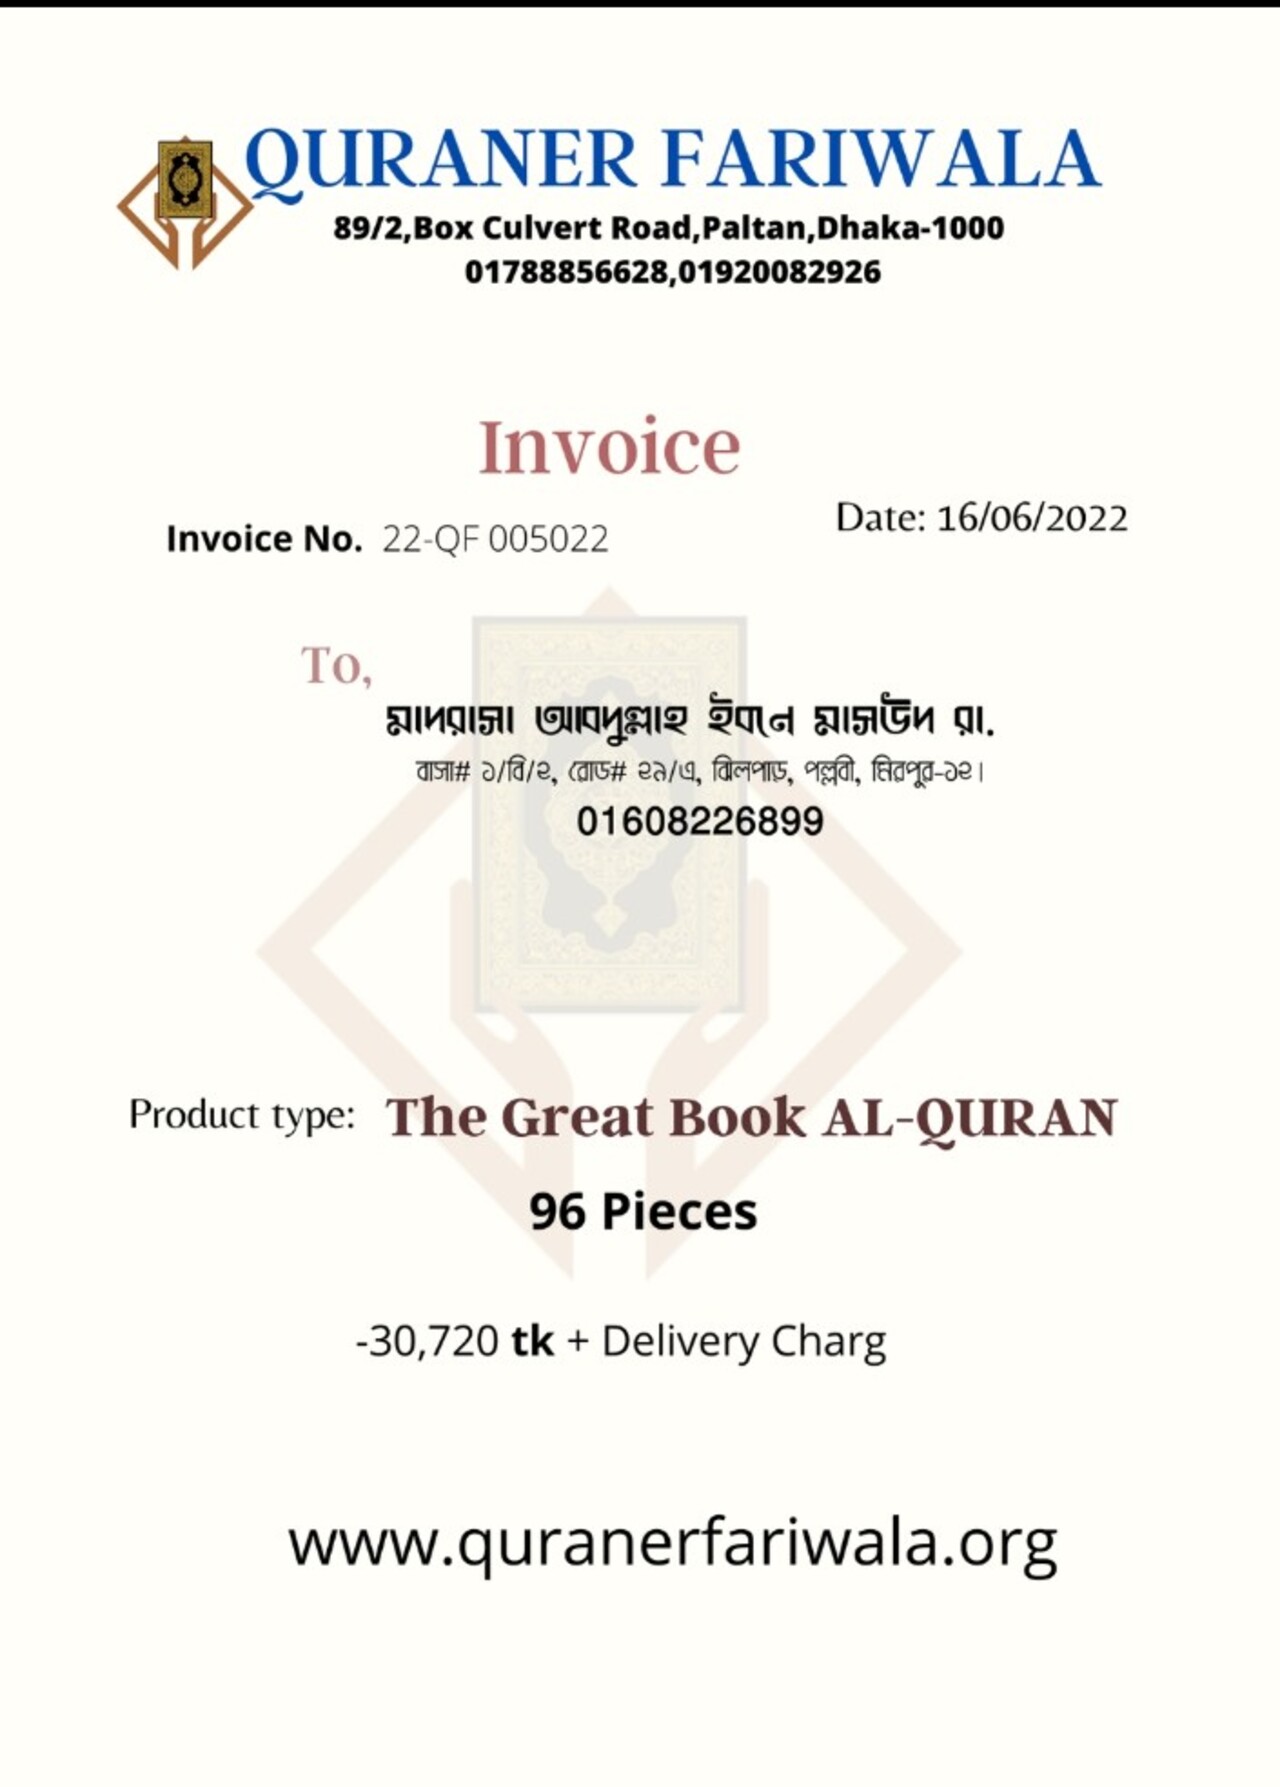 QURANER FARIWALA
89/2,Box Culvert Road,Paltan,Dhaka-1000
01788856628,01920082926
Invoice
Date: 16/06/2022
Invoice No. 22-QF 005022
To,
মাদরাসা আবদুল্লাহ ইবনে মাসউদ রা.
বাসা# ১/বি/২, রোড# ২৯/এ, ঝিলপাড়, পল্লবী, মিরপুর-১২।
01608226899
Product type: The Great Book AL-QURAN
96 Pieces
-30,720 tk + Delivery Charg
www.quranerfariwala.org